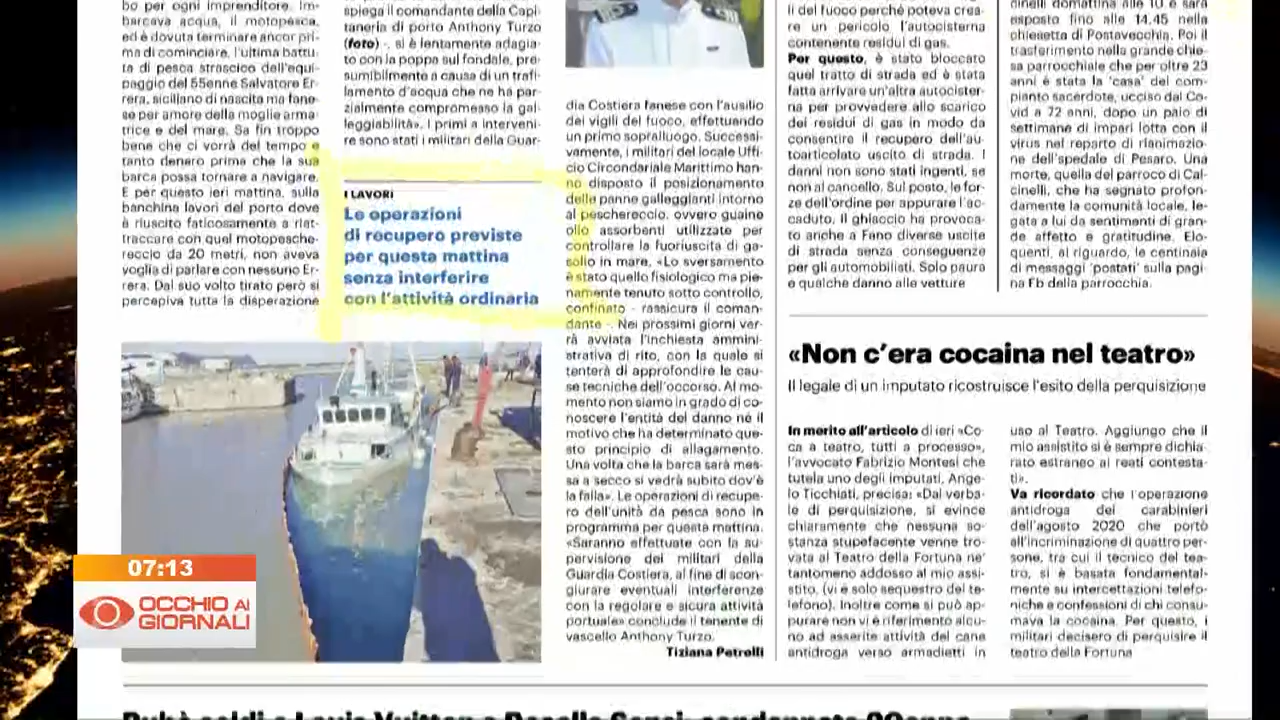 bo per ogni imprenditore. Im-
barcava acqua, il motopesca,
ed è dovuta terminare ancor pri-
ma di cominciare, l'ultima battu-
ta di pesca strascico dell'equi-
paggio del 55enne Salvatore Er-
rera, siciliano di nascita ma fane-
se per amore della moglie arma-
trice e del mare. Sa fin troppo
bene che ci vorrà del tempo e
tanto denaro prima che la sua
barca possa tornare a navigare.
E per questo ieri mattina, sulla
banchina lavori del porto dove
è riuscito faticosamente a riat-
traccare con quel motopesche-
reccio da 20 metri, non aveva
voglia di parlare con nessuno Er-
rera. Dal suo volto tirato però si
percepiva tutta la disperazione
spiega il comandante della Capi-
taneria di porto Anthony Turzo
(foto) -, si è lentamente adagia-
to con la poppa sul fondale, pre-
sumibilmente a causa di un trafi-
lamento d'acqua che ne ha par-
zialmente compromesso la gal-
leggiabilità». I primi a interveni-
re sono stati i militari della Guar-
I LAVORI
Le operazioni
di recupero previste
per questa mattina
senza interferire
con l'attività ordinaria
dia Costiera fanese con l'ausilio
dei vigili del fuoco, effettuando
un primo sopralluogo. Successi-
vamente, i militari del locale Uffi-
cio Circondariale Marittimo han-
no disposto il posizionamento
delle panne galleggianti intorno
al peschereccio, ovvero guaine
olio assorbenti utilizzate per
controllare la fuoriuscita di ga-
solio in mare. «Lo sversamento
è stato quello fisiologico ma pie-
namente tenuto sotto controllo,
confinato - rassicura il coman-
dante -. Nei prossimi giorni ver-
rà avviata l'inchiesta ammini-
strativa di rito, con la quale si
tenterà di approfondire le cau-
se tecniche dell'occorso. Al mo-
mento non siamo in grado di co-
noscere l'entità del danno né il
motivo che ha determinato que-
sto principio di allagamento.
Una volta che la barca sarà mes-
sa a secco si vedrà subito dov'è
la falla». Le operazioni di recupe-
ro dell'unità da pesca sono in
programma per questa mattina.
«Saranno effettuate con la su-
pervisione dei militari della
Guardia Costiera, al fine di scon-
giurare eventuali interferenze
con la regolare e sicura attività
portuale» conclude il tenente di
vascello Anthony Turzo.
Tiziana Petrelli
li del fuoco perché poteva crea-
re un pericolo l'autocisterna
contenente residui di gas.
Per questo, è stato bloccato
quel tratto di strada ed è stata
fatta arrivare un'altra autocister-
na per provvedere allo scarico
dei residui di gas in modo da
consentire il recupero dell'au-
toarticolato uscito di strada. I
danni non sono stati ingenti, se
non al cancello. Sul posto, le for-
ze dell'ordine per appurare l'ac-
caduto. Il ghiaccio ha provoca-
to anche a Fano diverse uscite
di strada senza conseguenze
per gli automobilisti. Solo paura
e qualche danno alle vetture
cinelli domattina alle 10 e sarà
esposto fino alle 14.45 nella
chiesetta di Postavecchia. Poi il
trasferimento nella grande chie-
sa parrocchiale che per oltre 23
anni è stata la 'casa' del com-
pianto sacerdote, ucciso dal Co-
vid a 72 anni, dopo un paio di
settimane di impari lotta con il
virus nel reparto di rianimazio-
ne dell'ospedale di Pesaro. Una
morte, quella del parroco di Cal-
cinelli, che ha segnato profon-
damente la comunità locale, le-
gata a lui da sentimenti di gran-
de affetto e gratitudine. Elo-
quenti, al riguardo, le centinaia
di messaggi 'postati' sulla pagi-
na Fb della parrocchia.
«Non c'era cocaina nel teatro»
Il legale di un imputato ricostruisce l'esito della perquisizione
In merito all'articolo di ieri «Co-
ca a teatro, tutti a processo»,
l'avvocato Fabrizio Montesi che
tutela uno degli imputati, Ange-
lo Ticchiati, precisa: «Dal verba-
le di perquisizione, si evince
chiaramente che nessuna so-
stanza stupefacente venne tro-
vata al Teatro della Fortuna ne'
tantomeno addosso al mio assi-
stito, (vi è solo sequestro del te-
lefono). Inoltre come si può ap-
purare non vi è riferimento alcu-
no ad asserite attività del cane
antidroga verso armadietti in
uso al Teatro. Aggiungo che il
mio assistito si è sempre dichia-
rato estraneo ai reati contesta-
ti».
Va ricordato che l'operazione
antidroga dei carabinieri
dell'agosto 2020 che portò
all'incriminazione di quattro per-
sone, tra cui il tecnico del tea-
tro, si è basata fondamental-
mente su intercettazioni telefo-
niche e confessioni di chi consu-
mava la cocaina. Per questo, i
militari decisero di perquisire il
teatro della Fortuna
07:13
OCCHIO AI
GIORNALI